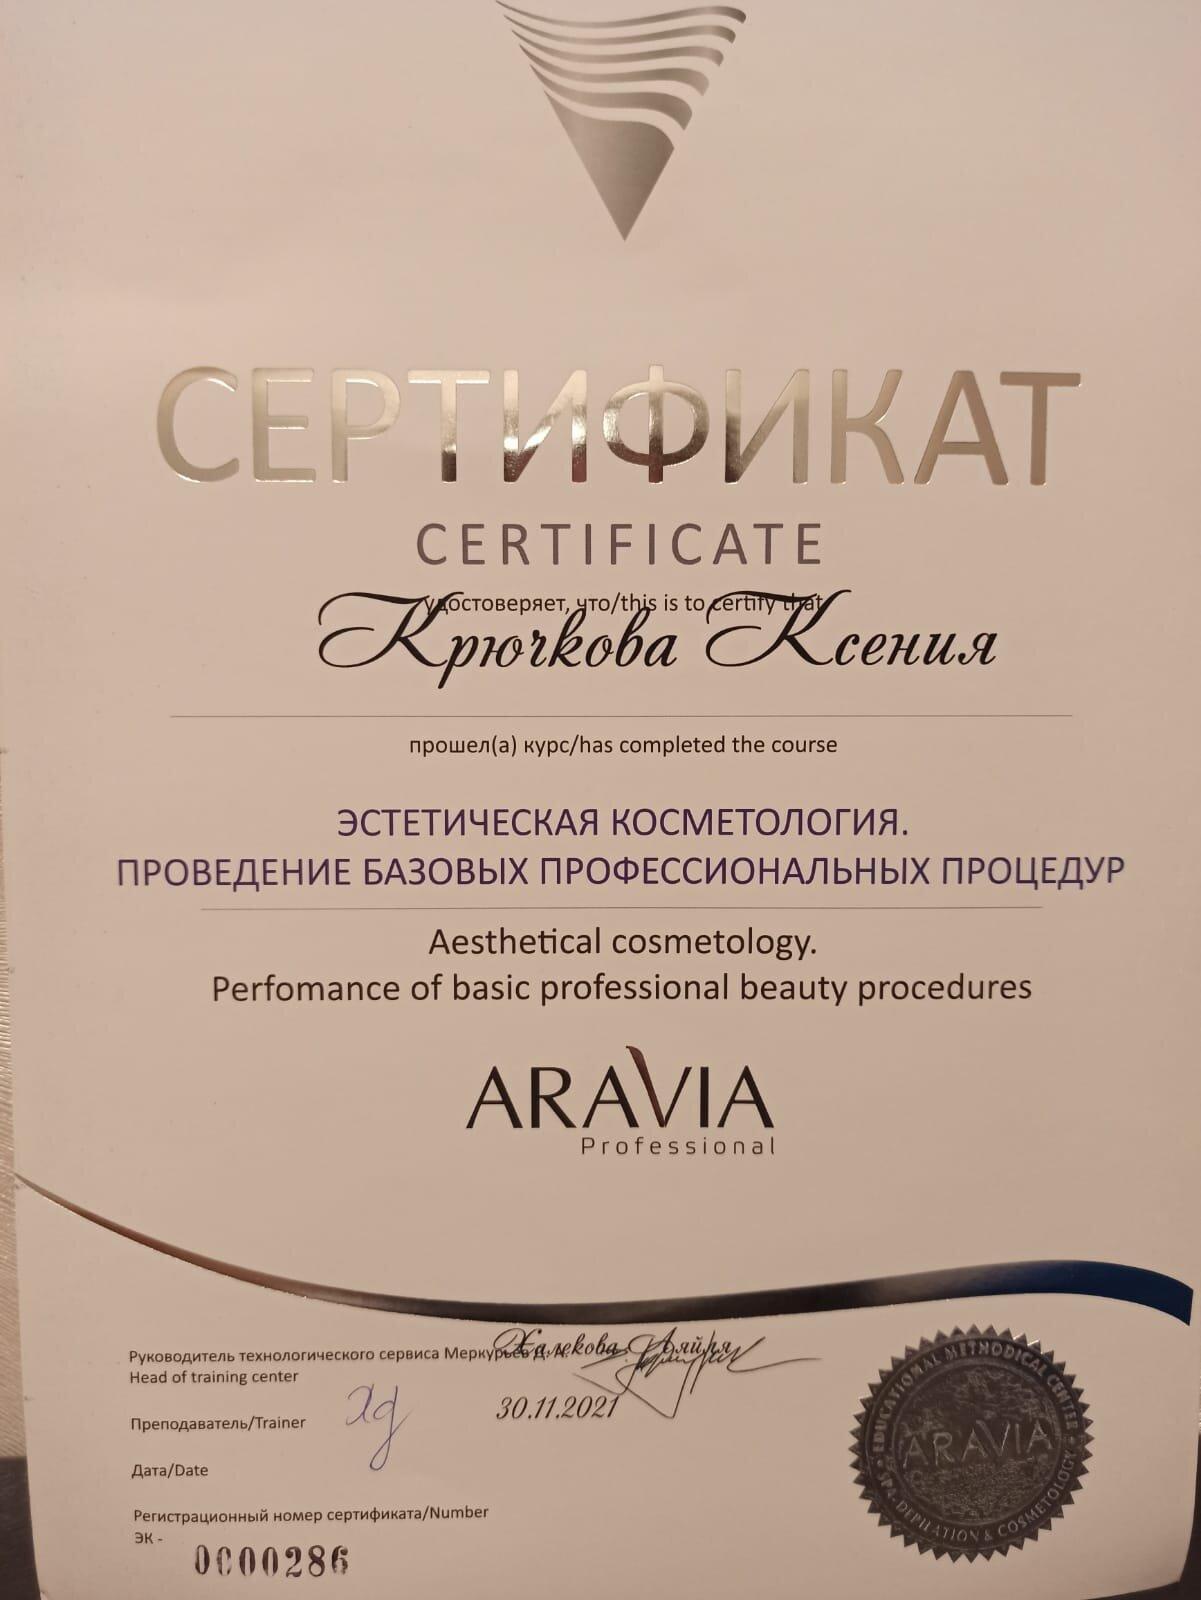 СЕРТИФИКАТ
CERTIFICATE
удостоверяет, что/this is to certify that
Крючкова Ксения
прошел(а) курс/has completed the course
ЭСТЕТИЧЕСКАЯ КОСМЕТОЛОГИЯ.
ПРОВЕДЕНИЕ БАЗОВЫХ ПРОФЕССИОНАЛЬНЫХ ПРОЦЕДУР
Aesthetical cosmetology.
Perfomance of basic professional beauty procedures
ARAVIA
Professional
Руководитель технологического сервиса Меркурьев Д. А.
Халекова Ляйля
Head of training center
Преподаватель/Trainer
30.11.2021
Дата/Date
Регистрационный номер сертификата/Number
ЭК -
0000286
EDUCATIONAL METHODICAL CENTER
ARAVIA
SPA, DEPILATION & COSMETOLOGY